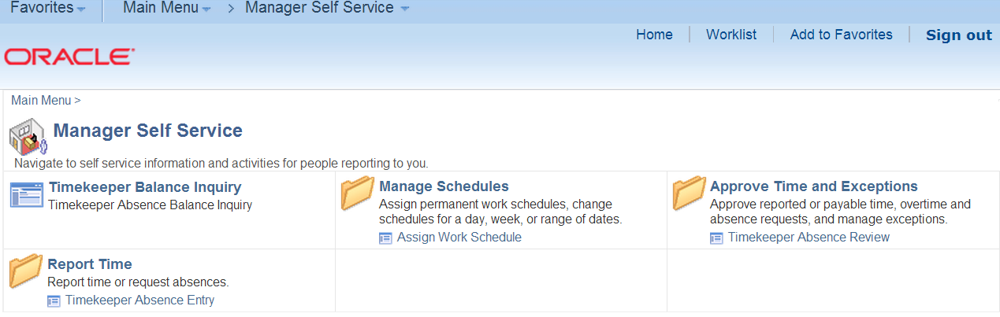 Favorites Main Menu > Manager Self Service
Home Worklist Add to Favorites Sign out
ORACLE
Main Menu >
Manager Self Service
Navigate to self service information and activities for people reporting to you.
Timekeeper Balance Inquiry
Timekeeper Absence Balance Inquiry
Manage Schedules
Assign permanent work schedules, change
schedules for a day, week, or range of dates.
Assign Work Schedule
Approve Time and Exceptions
Approve reported or payable time, overtime and
absence requests, and manage exceptions.
Timekeeper Absence Review
Report Time
Report time or request absences.
Timekeeper Absence Entry